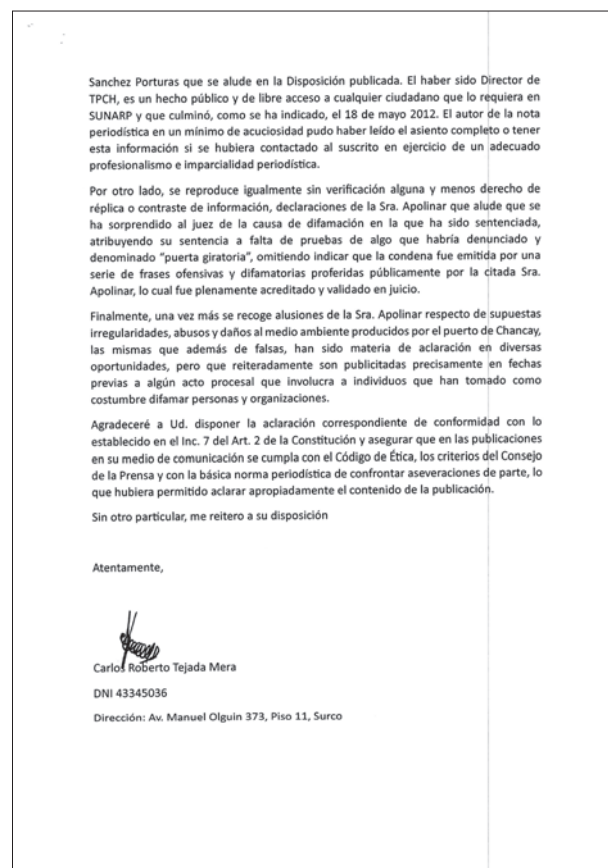 Sanchez Porturas que se alude en la Disposición publicada. El haber sido Director de
TPCH, es un hecho público y de libre acceso a cualquier ciudadano que lo requiera en
SUNARP y que culminó, como se ha indicado, el 18 de mayo 2012. El autor de la nota
periodística en un mínimo de acuciosidad pudo haber leído el asiento completo o tener
esta información si se hubiera contactado al suscrito en ejercicio de un adecuado
profesionalismo e imparcialidad periodística.
Por otro lado, se reproduce igualmente sin verificación alguna y menos derecho de
réplica o contraste de información, declaraciones de la Sra. Apolinar que alude que se
ha sorprendido al juez de la causa de difamación en la que ha sido sentenciada,
atribuyendo su sentencia a falta de pruebas de algo que habría denunciado y
denominado "puerta giratoria", omitiendo indicar que la condena fue emitida por una
serie de frases ofensivas y difamatorias proferidas públicamente por la citada Sra.
Apolinar, lo cual fue plenamente acreditado y validado en juicio.
Finalmente, una vez más se recoge alusiones de la Sra. Apolinar respecto de supuestas
irregularidades, abusos y daños al medio ambiente producidos por el puerto de Chancay,
las mismas que además de falsas, han sido materia de aclaración en diversas
oportunidades, pero que reiteradamente son publicitadas precisamente en fechas
previas a algún acto procesal que involucra a individuos que han tomado como
costumbre difamar personas y organizaciones.
Agradeceré a Ud. disponer la aclaración correspondiente de conformidad con lo
establecido en el Inc. 7 del Art. 2 de la Constitución y asegurar que en las publicaciones
en su medio de comunicación se cumpla con el Código de Ética, los criterios del Consejo
de la Prensa y con la básica norma periodística de confrontar aseveraciones de parte, lo
que hubiera permitido aclarar apropiadamente el contenido de la publicación.
Sin otro particular, me reitero a su disposición
Atentamente,
Carlos Roberto Tejada Mera
DNI 43345036
Dirección: Av. Manuel Olguin 373, Piso 11, Surco